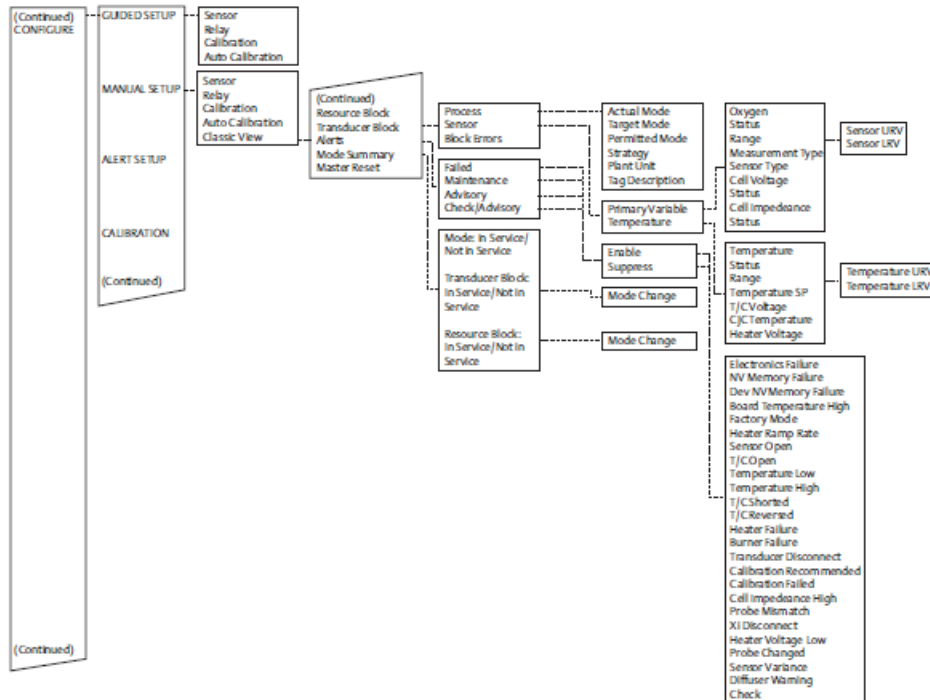 (Continued)
CONFIGURE
(Continued)
GUIDED SETUP
MANUAL SETUP
ALERT SETUP
CALIBRATION
(Continued)
Sensor
Relay
Calibration
Auto Calibration
Sensor
Relay
Calibration
Auto Calibration
Classic View
(Continued)
Resource Block
Transducer Block
Alerts
Mode Summary
Master Reset
Process
Sensor
Block Errors
Failed
Maintenance
Advisory
Check/Advisory
Mode: In Service/
Not In Service
Transducer Block:
In Service/Not In
Service
Resource Block:
In Service/Not In
Service
Actual Mode
Target Mode
Permitted Mode
Strategy
Plant Unit
Tag Description
Primary Variable
Temperature
Enable
Suppress
Mode Change
Mode Change
Oxygen
Status
Range
Measurement Type
Sensor Type
Cell Voltage
Status
Cell Impedance
Status
Temperature
Status
Range
Temperature SP
T/C Voltage
CJC Temperature
Heater Voltage
Electronics Failure
NV Memory Failure
Dev NV Memory Failure
Board Temperature High
Factory Mode
Heater Ramp Rate
Sensor Open
T/C Open
Temperature Low
Temperature High
T/C Shorted
T/C Reversed
Heater Failure
Burner Failure
Transducer Disconnect
Calibration Recommended
Calibration Failed
Cell Impedeance High
Probe Mismatch
XI Disconnect
Heater Voltage Low
Probe Changed
Sensor Variance
Diffuser Warning
Check
Sensor URV
Sensor LRV
Temperature URV
Temperature LRV